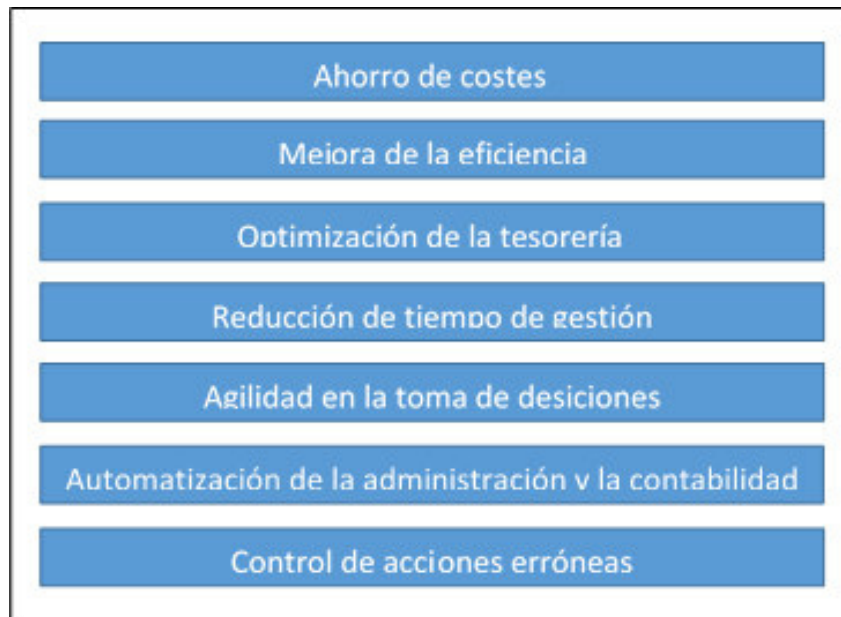 Ahorro de costes
Mejora de la eficiencia
Optimización de la tesorería
Reducción de tiempo de gestión
Agilidad en la toma de desiciones
Automatización de la administración y la contabilidad
Control de acciones erróneas